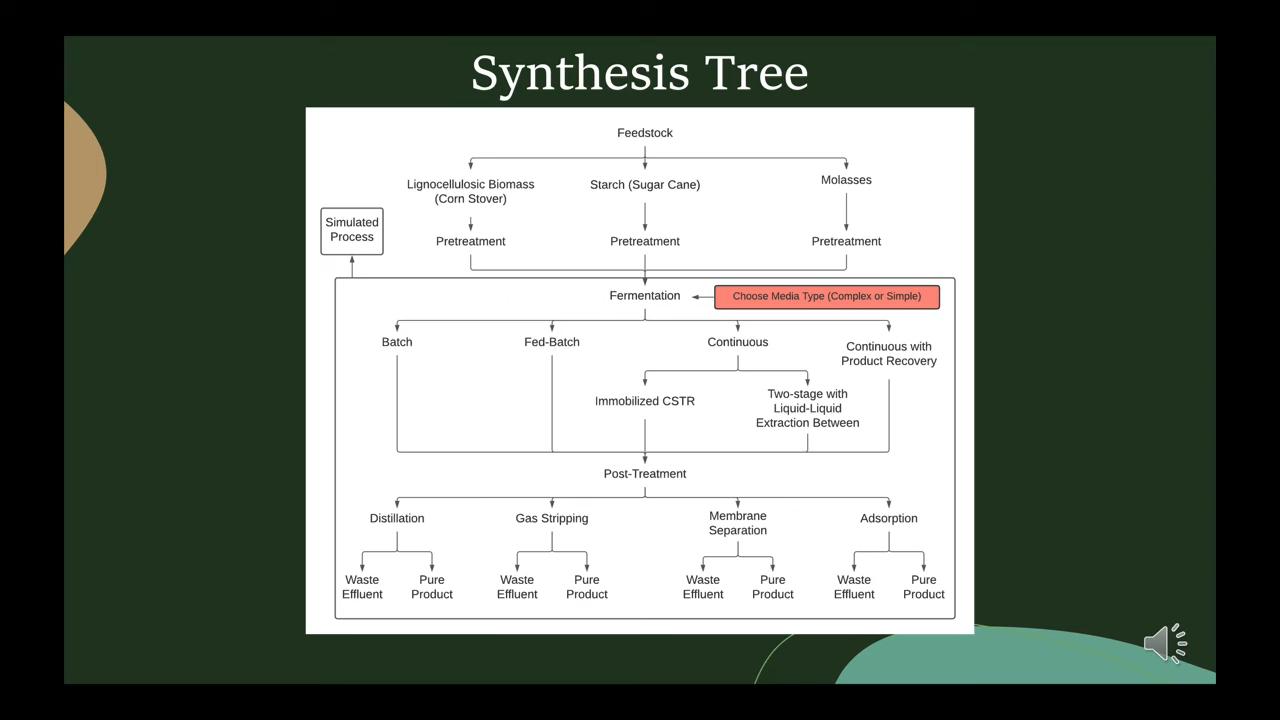 Synthesis Tree
Feedstock
Lignocellulosic Biomass
(Corn Stover)
Starch (Sugar Cane)
Molasses
Simulated
Process
Pretreatment
Pretreatment
Pretreatment
Fermentation
Choose Media Type (Complex or Simple)
Batch
Fed-Batch
Continuous
Continuous with
Product Recovery
Immobilized CSTR
Two-stage with
Liquid-Liquid
Extraction Between
Post-Treatment
Distillation
Gas Stripping
Membrane
Separation
Adsorption
Waste
Effluent
Pure
Product
Waste
Effluent
Pure
Product
Waste
Effluent
Pure
Product
Waste
Effluent
Pure
Product